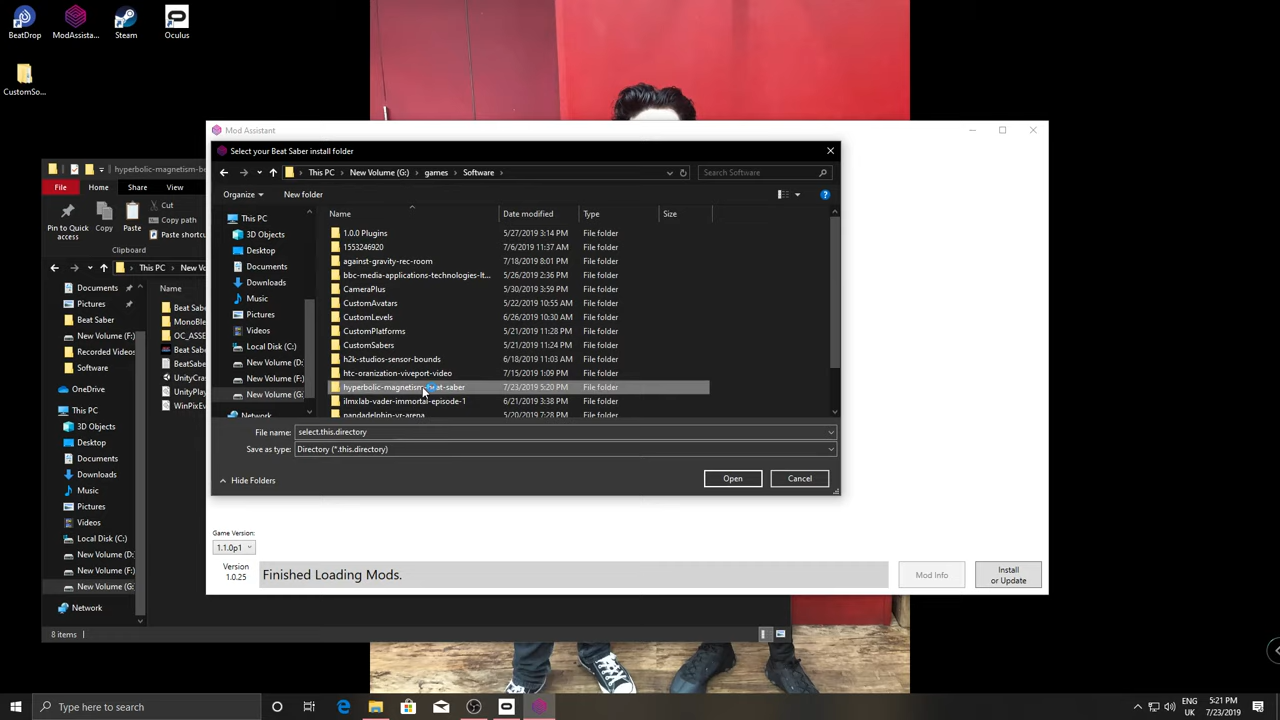 BeatDrop
ModAssista...
Steam
Oculus
CustomSo...
Mod Assistant
Select your Beat Saber install folder
This PC
New Volume (G:)
games
Software
Search Software
Organize
New folder
This PC
3D Objects
Desktop
Documents
Downloads
Music
Pictures
Videos
Local Disk (C:)
New Volume (D:
New Volume (F:)
New Volume (G:
Network
Name
Date modified
Type
Size
1.0.0 Plugins 5/27/2019 3:14 PM File folder
1553246920 7/6/2019 11:37 AM File folder
against-gravity-rec-room 7/18/2019 8:01 PM File folder
bbc-media-applications-technologies-lt... 5/26/2019 2:36 PM File folder
CameraPlus 5/30/2019 3:59 PM File folder
CustomAvatars 5/22/2019 10:55 AM File folder
CustomLevels 6/26/2019 10:30 AM File folder
CustomPlatforms 5/21/2019 11:28 PM File folder
CustomSabers 5/21/2019 11:24 PM File folder
h2k-studios-sensor-bounds 6/18/2019 11:03 AM File folder
htc-oranization-viveport-video 7/15/2019 1:09 PM File folder
hyperbolic-magnetism- at-saber 7/23/2019 5:20 PM File folder
ilmxlab-vader-immortal-episode-1 6/21/2019 3:38 PM File folder
pandadelphin-vr-arena 5/20/2019 7:28 PM File folder
File name: select.this.directory
Save as type: Directory (*.this.directory)
Hide Folders
Open
Cancel
hyperbolic-magnetism-be
File
Home
Share
View
Pin to Quick access
Copy
Paste
Cut
Copy path
Paste shortcu
Clipboard
This PC
New Vo
Documents
Pictures
Beat Saber
New Volume (F:
Recorded Videos
Software
OneDrive
This PC
3D Objects
Desktop
Documents
Downloads
Music
Pictures
Videos
Local Disk (C:)
New Volume (D:
New Volume (F:)
New Volume (G:
Network
Name
Beat Sabe
MonoBle
OC_ASSE
Beat Sabe
UnityCras
UnityPlay
WinPixEv
8 items
Game Version:
1.1.0p1
Version
1.0.25
Finished Loading Mods.
Mod Info
Install
or Update
Type here to search
ENG
UK
5:21 PM
7/23/2019